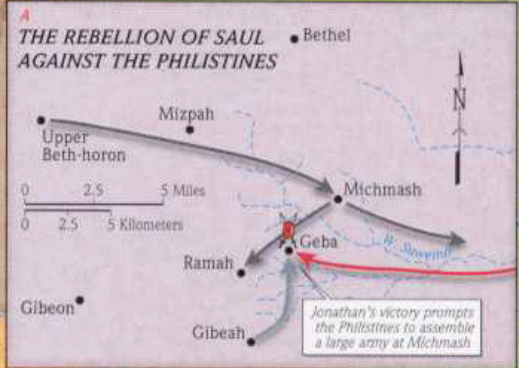 A
THE REBELLION OF SAUL
AGAINST THE PHILISTINES
Bethel
N
Mizpah
Upper
Beth-horon
0 2.5 5 Miles
0 2.5 5 Kilometers
Michmash
Geba
W. Suweinit
Ramah
Gibeon
Gibeah
Jonathan's victory prompts
the Philistines to assemble
a large army at Michmash